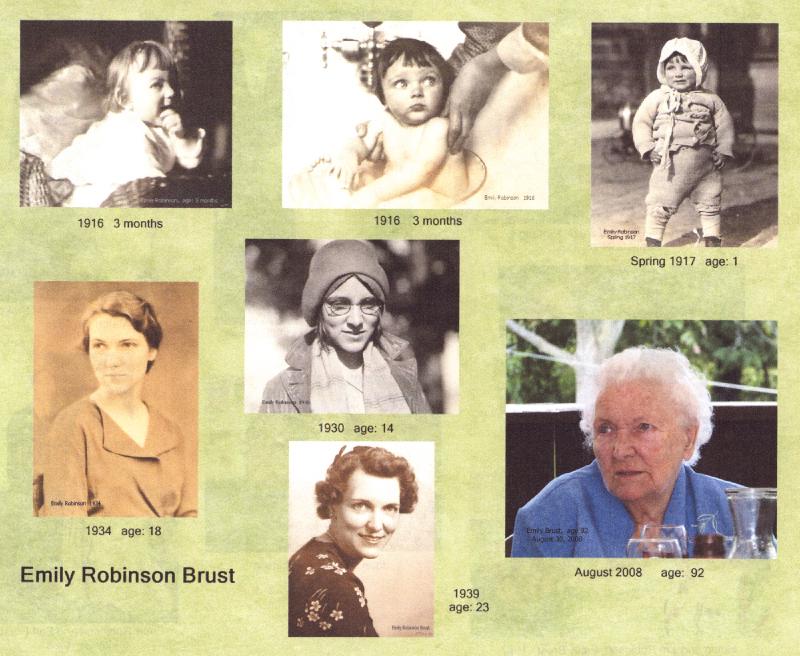 Emily Robinson, age: 3 months
1916   3 months
Emily Robinson   1916
1916   3 months
Emily Robinson
Spring 1917
Spring 1917   age: 1
Emily Robinson 1934
1934   age: 18
Emily Robinson  1930
1930   age: 14
Emily Brust, age 92
August 30, 2008
August 2008      age:  92
Emily Robinson Brust
Emily Robinson Brust
1939
age: 23